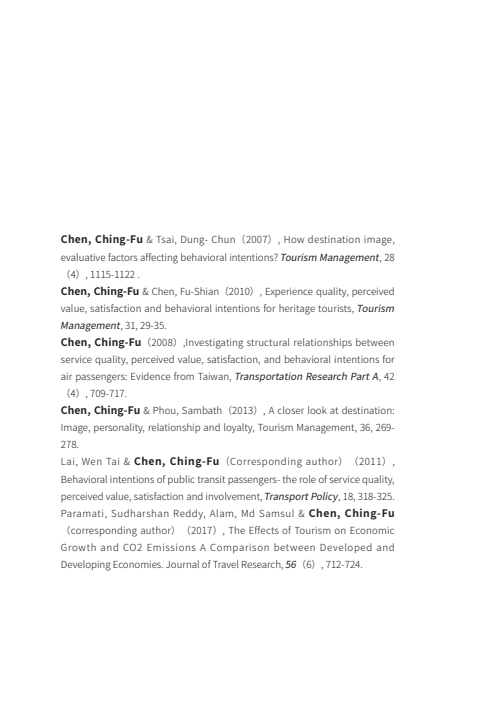 Chen, Ching-Fu & Tsai, Dung- Chun（2007）, How destination image,
evaluative factors affecting behavioral intentions? Tourism Management, 28
（4）, 1115-1122 .
Chen, Ching-Fu & Chen, Fu-Shian（2010）, Experience quality, perceived
value, satisfaction and behavioral intentions for heritage tourists, Tourism
Management, 31, 29-35.
Chen, Ching-Fu（2008）,Investigating structural relationships between
service quality, perceived value, satisfaction, and behavioral intentions for
air passengers: Evidence from Taiwan, Transportation Research Part A, 42
（4）, 709-717.
Chen, Ching-Fu & Phou, Sambath（2013）, A closer look at destination:
Image, personality, relationship and loyalty, Tourism Management, 36, 269-
278.
Lai, Wen Tai & Chen, Ching-Fu（Corresponding author）（2011）,
Behavioral intentions of public transit passengers- the role of service quality,
perceived value, satisfaction and involvement, Transport Policy, 18, 318-325.
Paramati, Sudharshan Reddy, Alam, Md Samsul & Chen, Ching-Fu
（corresponding author）（2017）, The Effects of Tourism on Economic
Growth and CO2 Emissions A Comparison between Developed and
Developing Economies. Journal of Travel Research, 56（6）, 712-724.